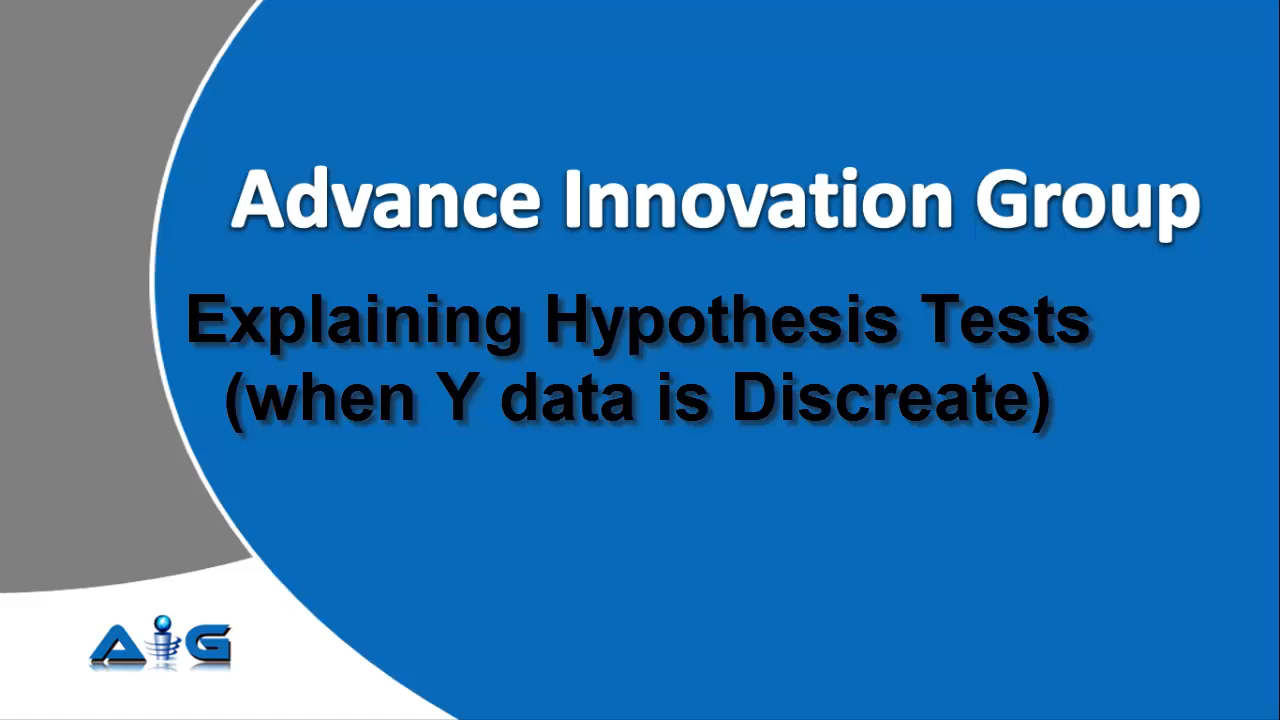 Advance Innovation Group
Explaining Hypothesis Tests
(when Y data is Discreate)
AiG